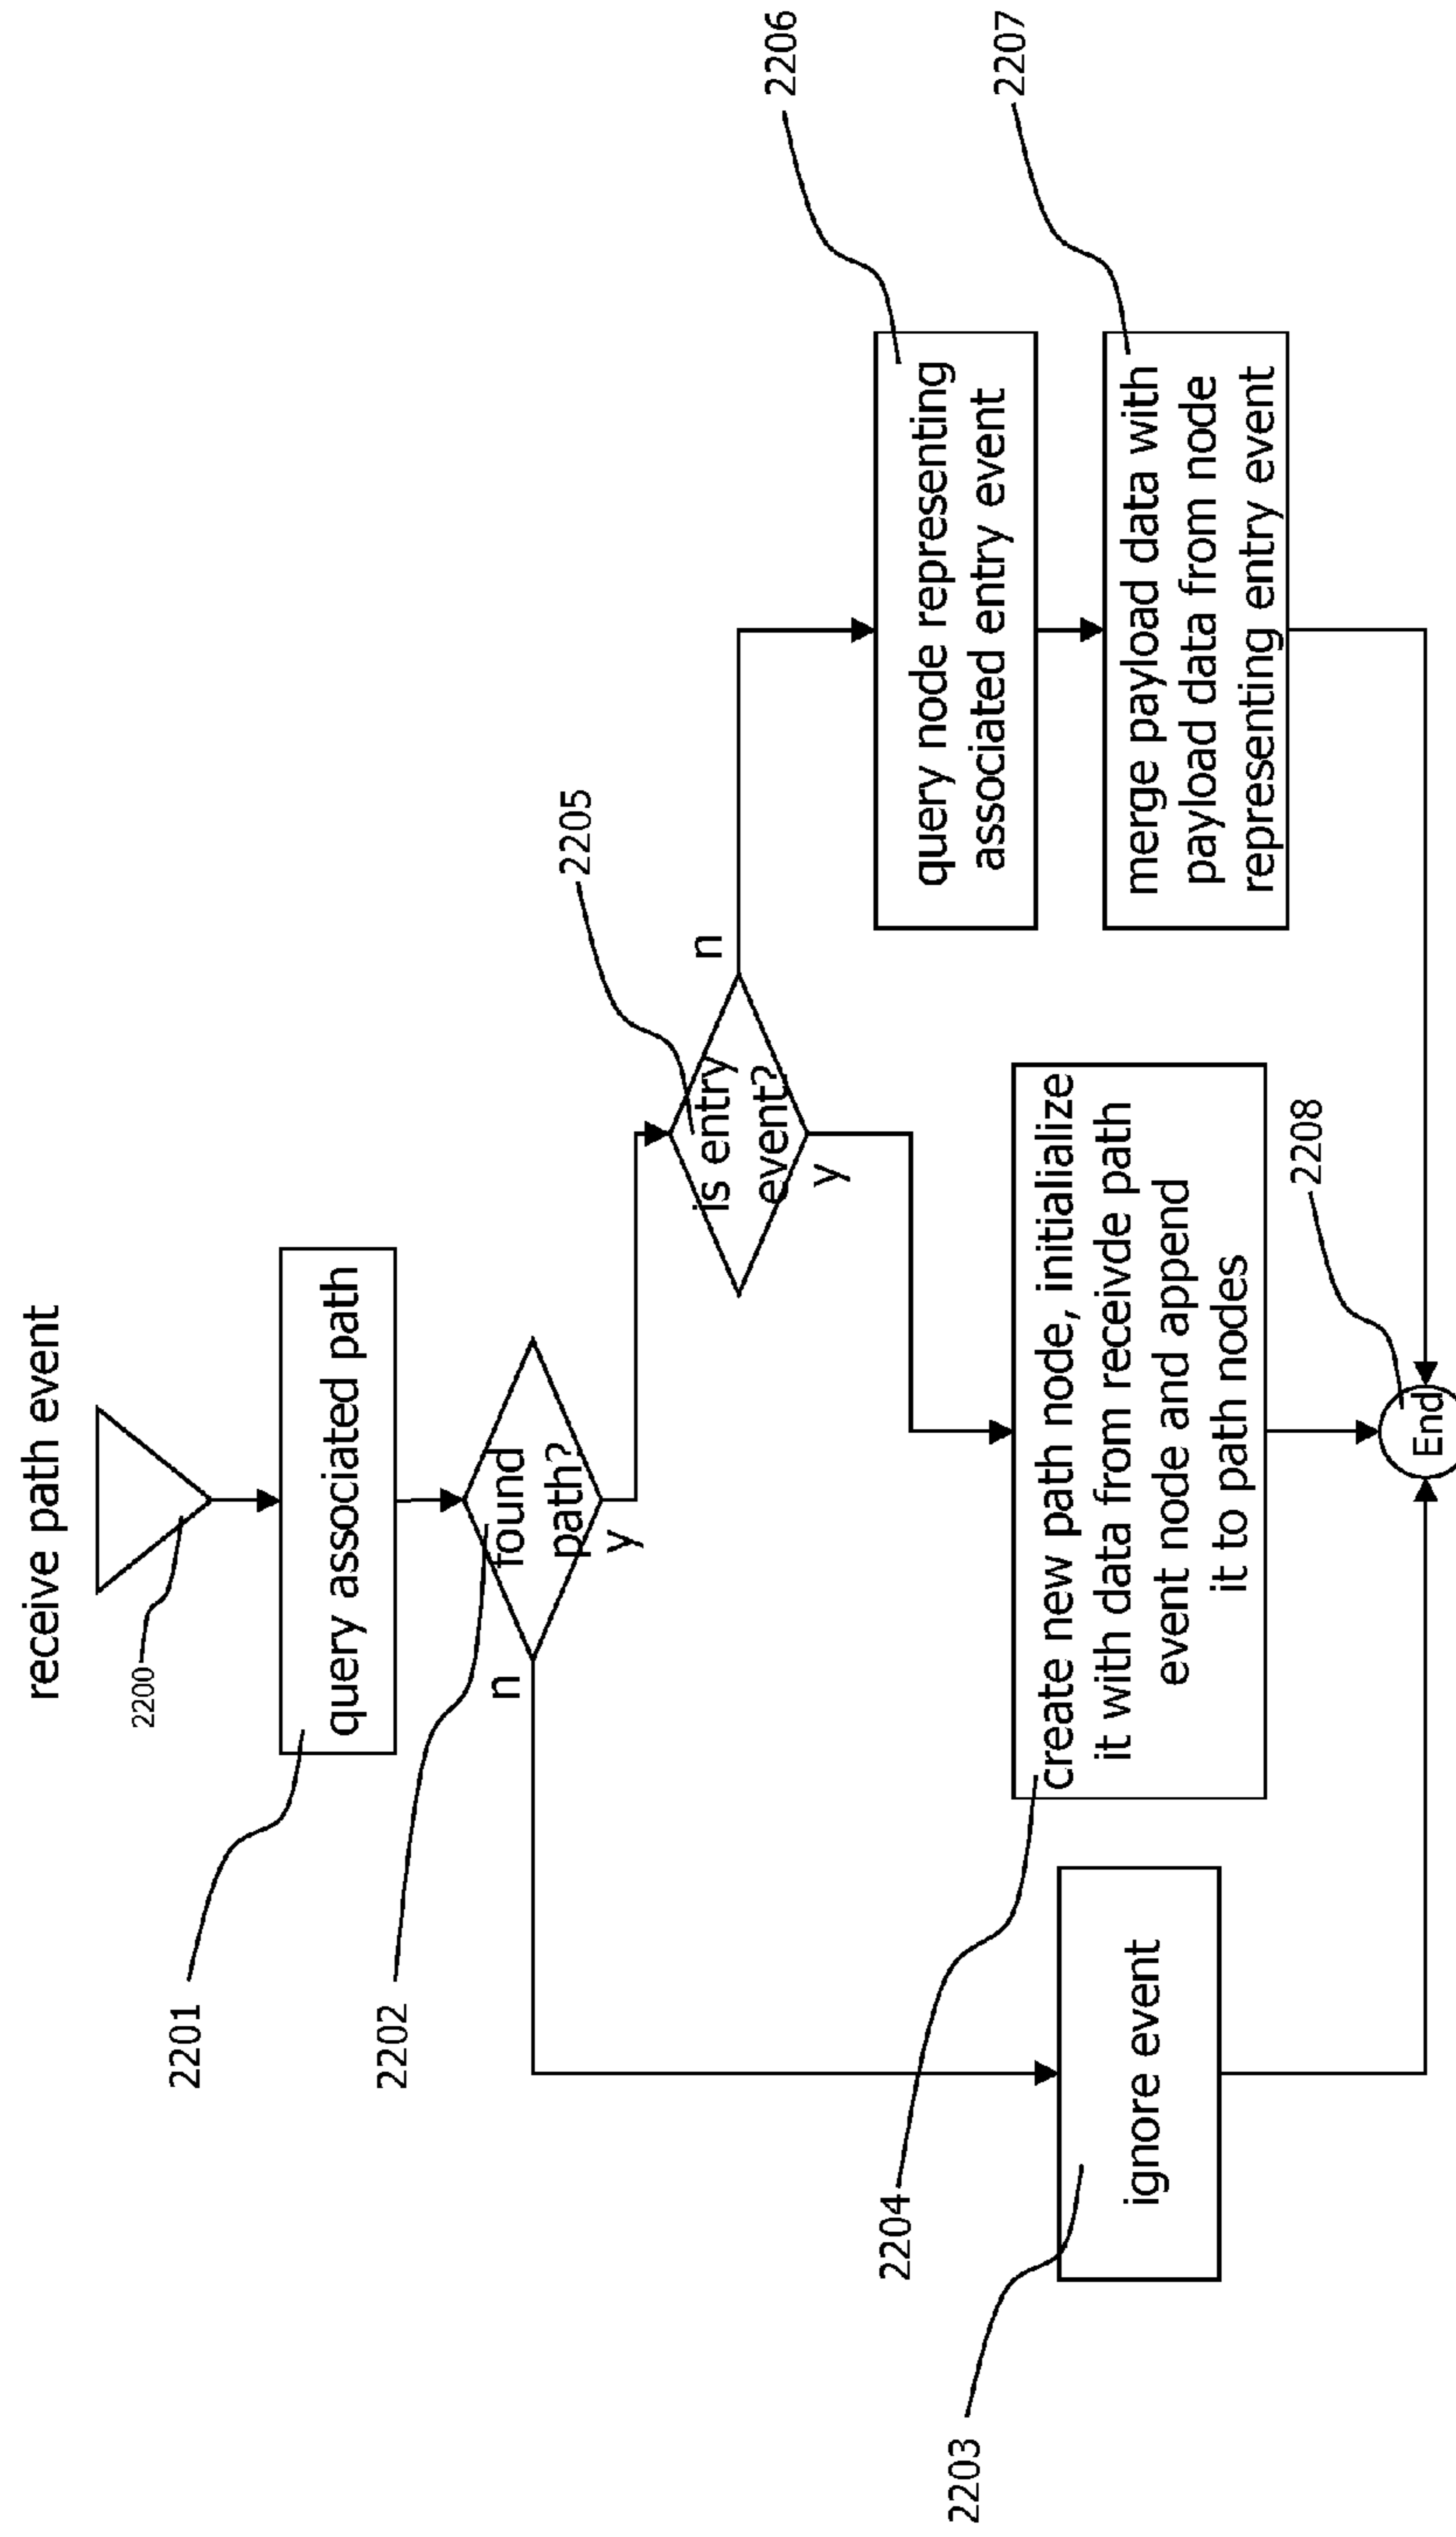 receive path event
2200
2201
query associated path
2202
found
path?
n
y
2205
is entry
event?
n
y
2206
query node representing
associated entry event
2207
merge payload data with
payload data from node
representing entry event
2204
create new path node, initialialize
it with data from receivde path
event node and append
it to path nodes
2203
ignore event
2208
End